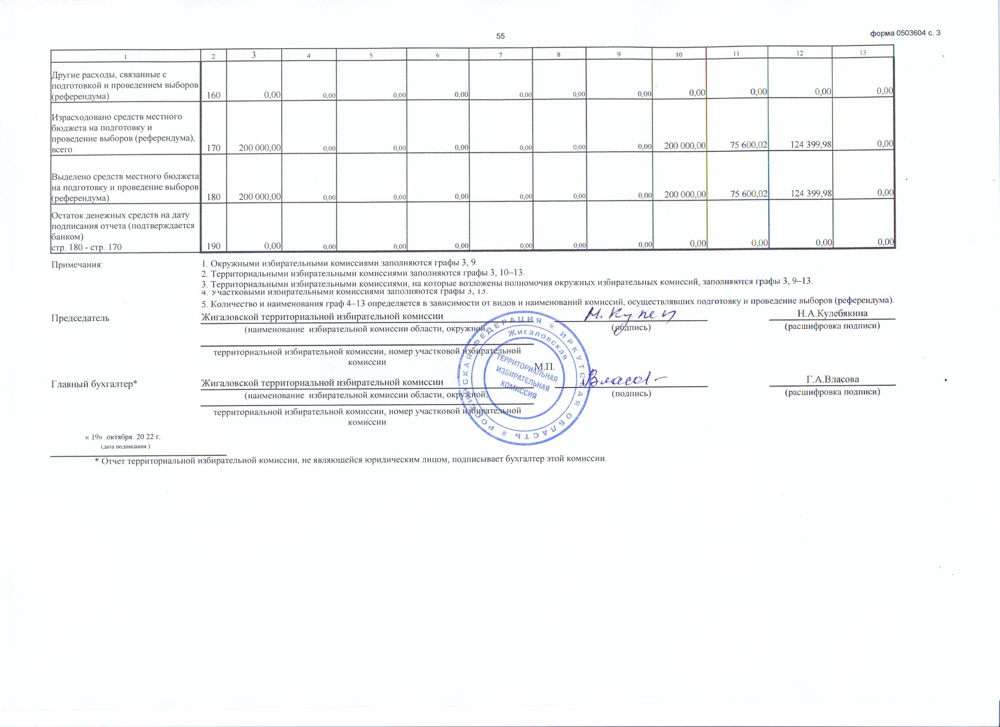 55
форма 0503604 с. 3
1 2 3 4 5 6 7 8 9 10 11 12 13
Другие расходы, связанные с
подготовкой и проведением выборов
(референдума) 160 0,00 0,00 0,00 0,00 0,00 0,00 0,00 0,00 0,00 0,00 0,00
Израсходовано средств местного
бюджета на подготовку и
проведение выборов (референдума),
всего 170 200 000,00 0,00 0,00 0,00 0,00 0,00 0,00 200 000,00 75 600,02 124 399,98 0,00
Выделено средств местного бюджета
на подготовку и проведение выборов
(референдума) 180 200 000,00 0,00 0,00 0,00 0,00 0,00 0,00 200 000,00 75 600,02 124 399,98 0,00
Остаток денежных средств на дату
подписания отчета (подтверждается
банком)
стр. 180 - стр. 170 190 0,00 0,00 0,00 0,00 0,00 0,00 0,00 0,00 0,00 0,00 0,00
Примечания: 1. Окружными избирательными комиссиями заполняются графы 3, 9.
2. Территориальными избирательными комиссиями заполняются графы 3, 10–13.
3. Территориальными избирательными комиссиями, на которые возложены полномочия окружных избирательных комиссий, заполняются графы 3, 9–13.
4. Участковыми избирательными комиссиями заполняются графы 3, 13.
5. Количество и наименования граф 4–13 определяется в зависимости от видов и наименований комиссий, осуществлявших подготовку и проведение выборов (референдума).
Председатель Жигаловской территориальной избирательной комиссии Н.А.Кулебякина
(наименование избирательной комиссии области, окружной, (подпись) (расшифровка подписи)
территориальной избирательной комиссии, номер участковой избирательной
комиссии
М.П.
Главный бухгалтер* Жигаловской территориальной избирательной комиссии Г.А.Власова
(наименование избирательной комиссии области, окружной, (подпись) (расшифровка подписи)
территориальной избирательной комиссии, номер участковой избирательной
комиссии
РОССИЙСКАЯ ФЕДЕРАЦИЯ * ИРКУТСКАЯ ОБЛАСТЬ *
Жигаловская
ТЕРРИТОРИАЛЬНАЯ
ИЗБИРАТЕЛЬНАЯ
КОМИССИЯ
« 19» октября 20 22 г.
(дата подписания )
* Отчет территориальной избирательной комиссии, не являющейся юридическим лицом, подписывает бухгалтер этой комиссии.